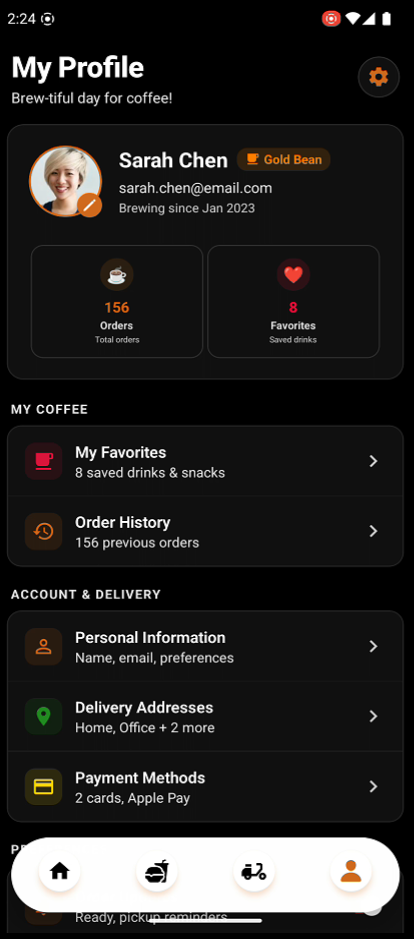 2:24
My Profile
Brew-tiful day for coffee!
Sarah Chen Gold Bean
sarah.chen@email.com
Brewing since Jan 2023
156
Orders
Total orders
8
Favorites
Saved drinks
MY COFFEE
My Favorites
8 saved drinks & snacks
Order History
156 previous orders
ACCOUNT & DELIVERY
Personal Information
Name, email, preferences
Delivery Addresses
Home, Office + 2 more
Payment Methods
2 cards, Apple Pay
Ready, pickup reminders